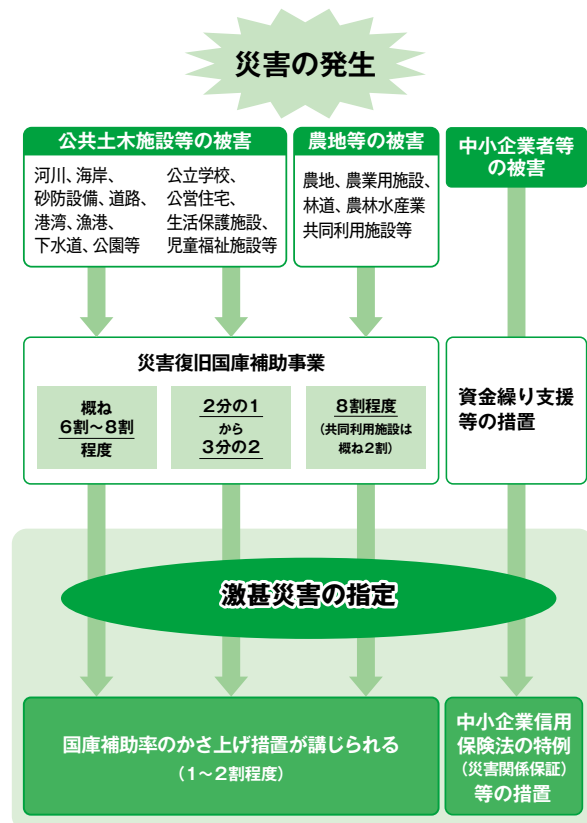 災害の発生
公共土木施設等の被害
河川、海岸、
砂防設備、道路、
港湾、漁港、
下水道、公園等
公立学校、
公営住宅、
生活保護施設、
児童福祉施設等
農地等の被害
農地、農業用施設、
林道、農林水産業
共同利用施設等
中小企業者等
の被害
災害復旧国庫補助事業
概ね
6割〜8割
程度
2分の1
から
3分の2
8割程度
(共同利用施設は
概ね2割)
資金繰り支援
等の措置
激甚災害の指定
国庫補助率のかさ上げ措置が講じられる
(1〜2割程度)
中小企業信用
保険法の特例
(災害関係保証)
等の措置